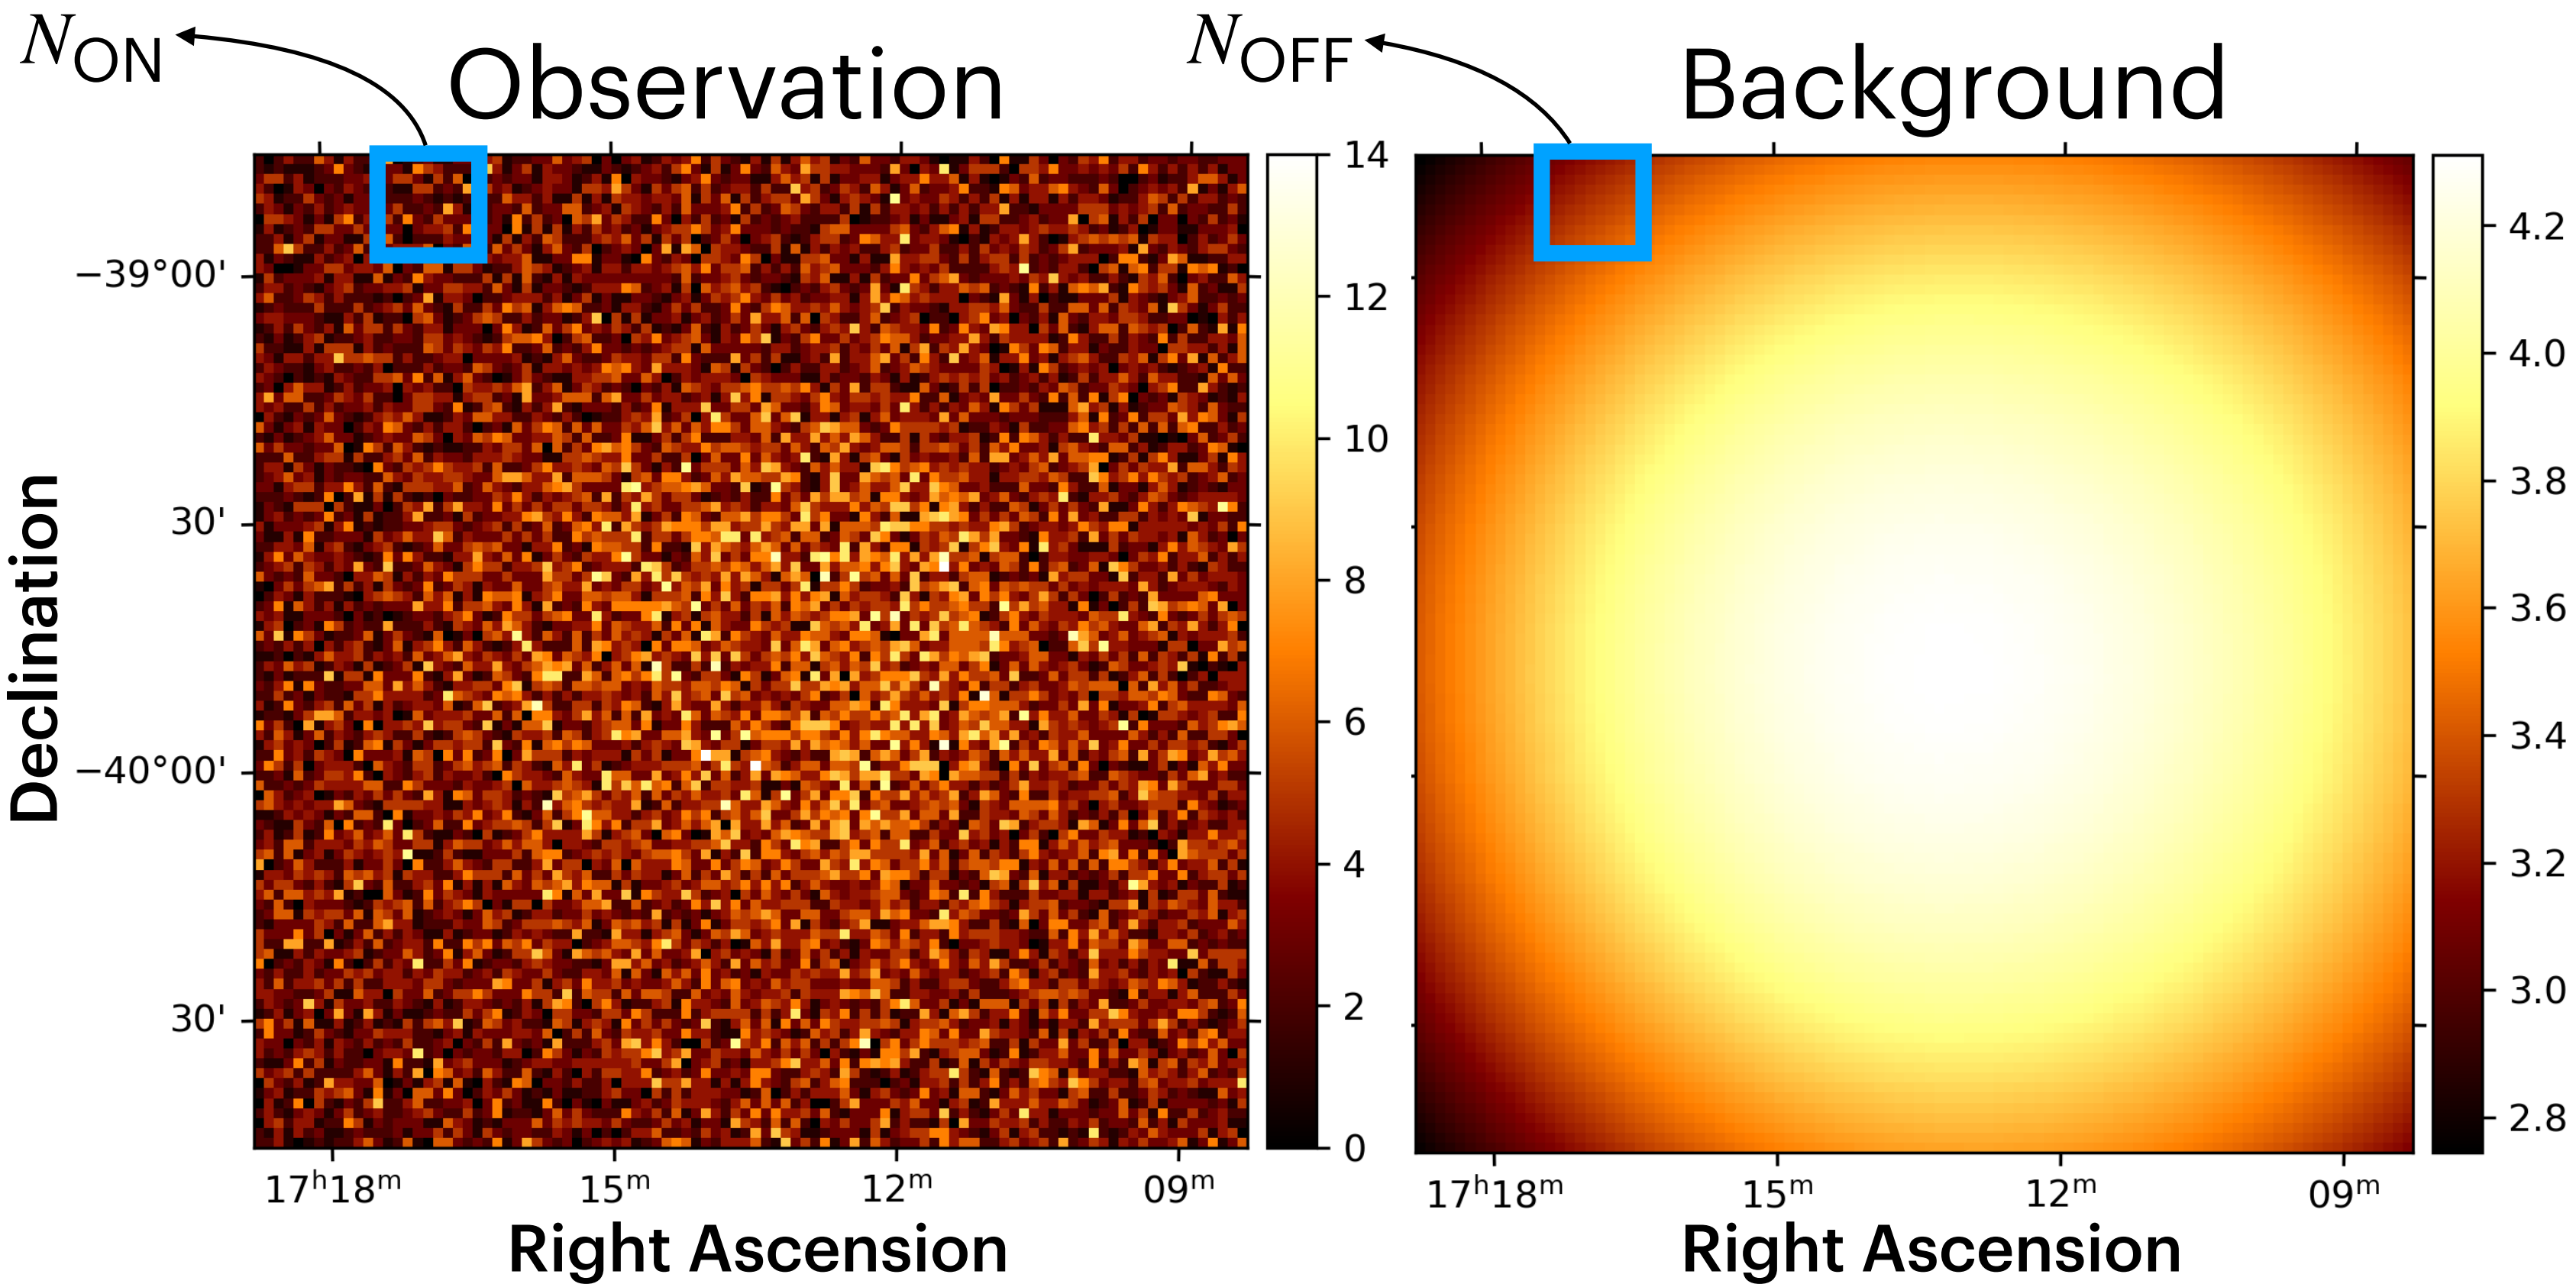 N_ON
Observation
N_OFF
Background
Declination
−39°00'
30'
−40°00'
30'
17ʰ18ᵐ
15ᵐ
12ᵐ
09ᵐ
Right Ascension
14
12
10
8
6
4
2
0
17ʰ18ᵐ
15ᵐ
12ᵐ
09ᵐ
Right Ascension
4.2
4.0
3.8
3.6
3.4
3.2
3.0
2.8